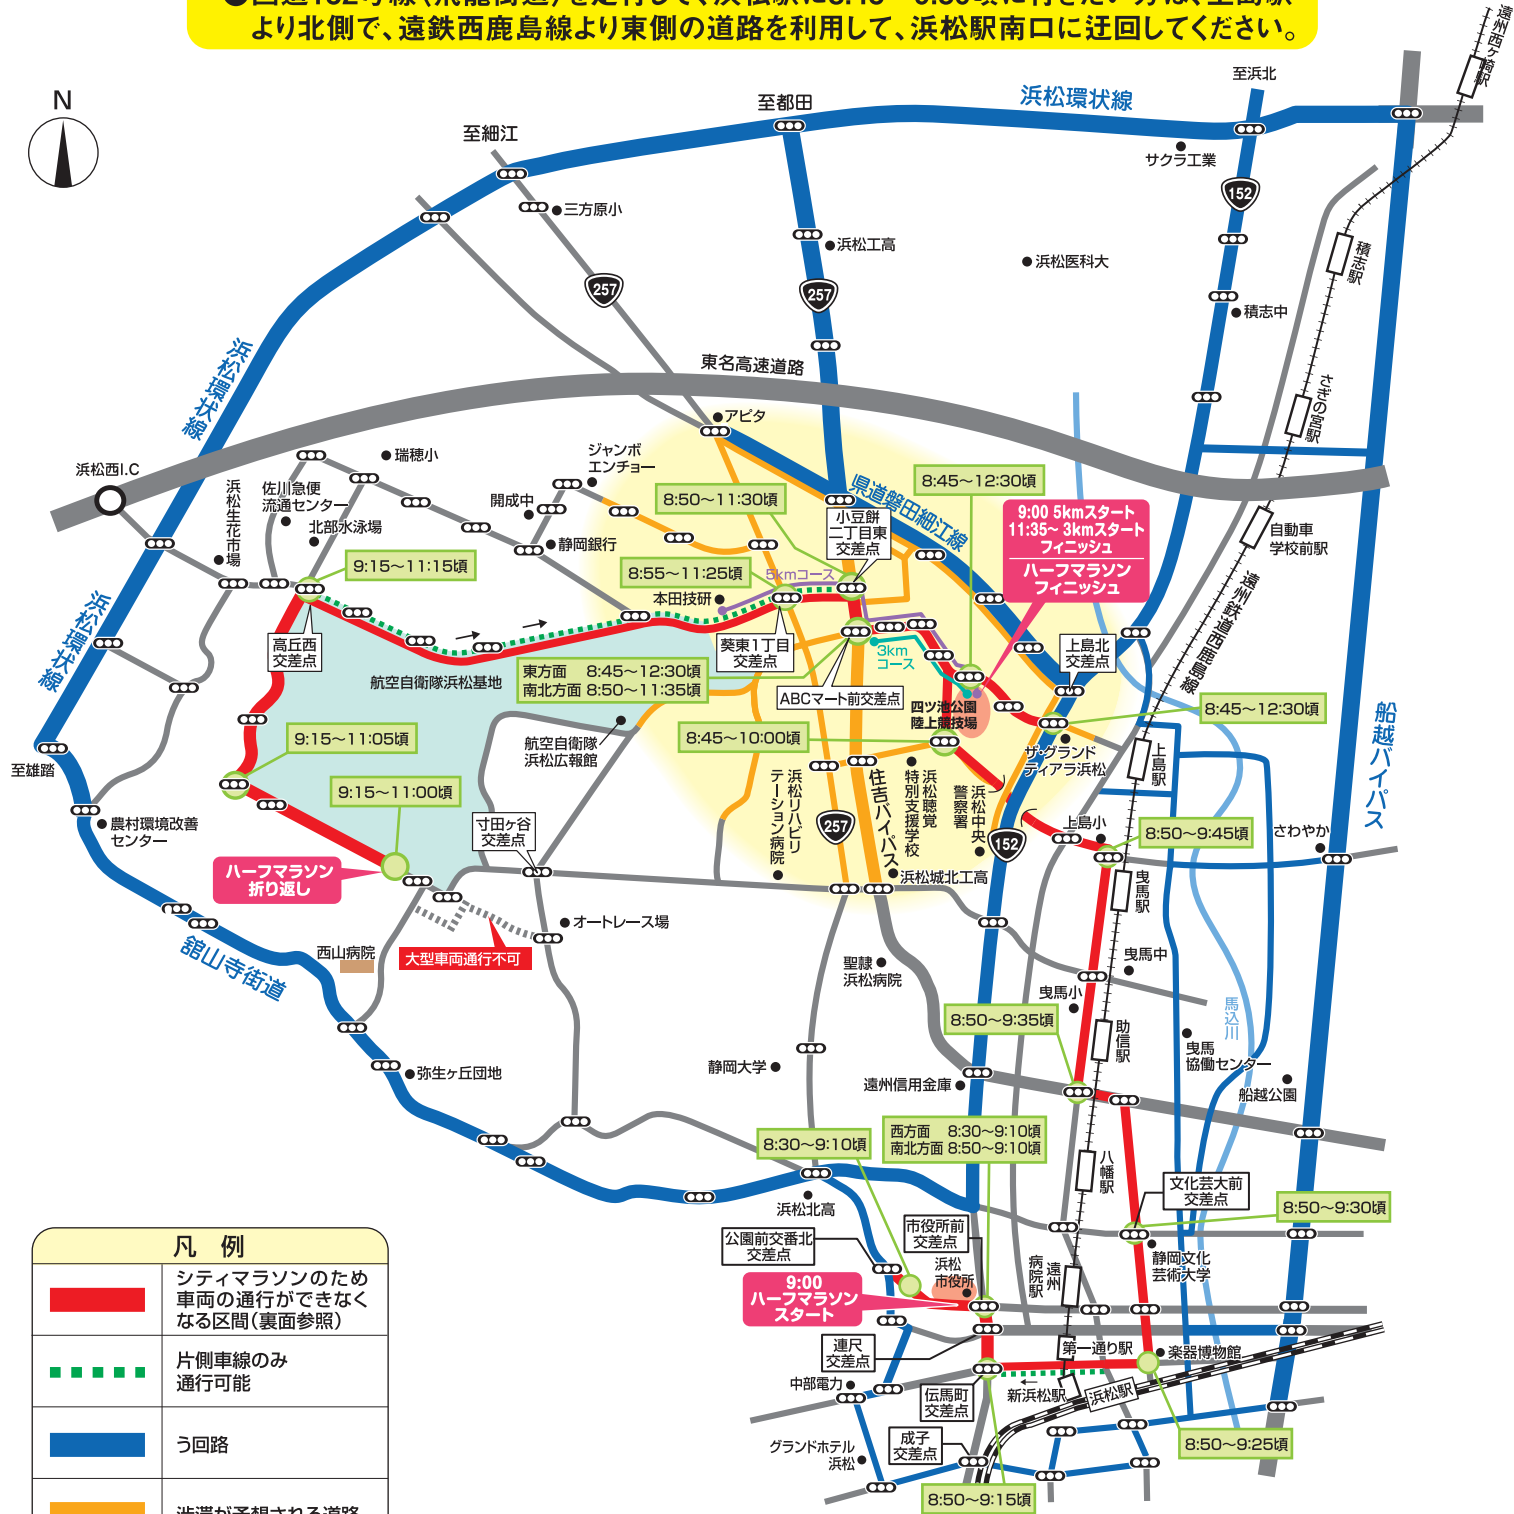 より北側で、遠鉄西鹿島線より東側の道路を利用して、浜松駅南口に迂回してください。
N
至細江
至都田
浜松環状線
至浜北
遠州西ヶ崎駅
サクラ工業
152
三方原小
浜松工高
浜松医科大
積志駅
257
257
積志中
浜松環状線
東名高速道路
さぎの宮駅
アピタ
浜松西I.C
瑞穂小
ジャンボ
エンチョー
8:45〜12:30頃
県道磐田細江線
浜松生花市場
佐川急便
流通センター
開成中
8:50〜11:30頃
9:00 5kmスタート
11:35〜 3kmスタート
フィニッシュ
ハーフマラソン
フィニッシュ
小豆餅
二丁目東
交差点
北部水泳場
静岡銀行
自動車
学校前駅
9:15〜11:15頃
8:55〜11:25頃
5kmコース
本田技研
遠州鉄道西鹿島線
浜松環状線
高丘西
交差点
葵東1丁目
交差点
3km
コース
上島北
交差点
航空自衛隊浜松基地
東方面 8:45〜12:30頃
南北方面 8:50〜11:35頃
ABCマート前交差点
四ツ池公園
陸上競技場
8:45〜12:30頃
船越バイパス
9:15〜11:05頃
航空自衛隊
浜松広報館
8:45〜10:00頃
ザ・グランド
ティアラ浜松
上島駅
至雄踏
9:15〜11:00頃
浜松リハビリ
テーション病院
住吉バイパス
浜松聴覚
特別支援学校
浜松中央
警察署
農村環境改善
センター
寸田ヶ谷
交差点
257
152
上島小
8:50〜9:45頃
さわやか
ハーフマラソン
折り返し
浜松城北工高
曳馬駅
オートレース場
舘山寺街道
西山病院
大型車両通行不可
聖隷
浜松病院
曳馬中
曳馬小
8:50〜9:35頃
馬込川
助信駅
曳馬
協働センター
静岡大学
遠州信用金庫
船越公園
弥生ヶ丘団地
8:30〜9:10頃
西方面 8:30〜9:10頃
南北方面 8:50〜9:10頃
八幡駅
文化芸大前
交差点
8:50〜9:30頃
浜松北高
公園前交番北
交差点
市役所前
交差点
浜松
市役所
遠州
病院駅
静岡文化
芸術大学
9:00
ハーフマラソン
スタート
連尺
交差点
第一通り駅
楽器博物館
中部電力
伝馬町
交差点
新浜松駅
浜松駅
グランドホテル
浜松
成子
交差点
8:50〜9:25頃
8:50〜9:15頃
凡 例
シティマラソンのため
車両の通行ができなく
なる区間(裏面参照)
片側車線のみ
通行可能
う回路
渋滞が予想される道路